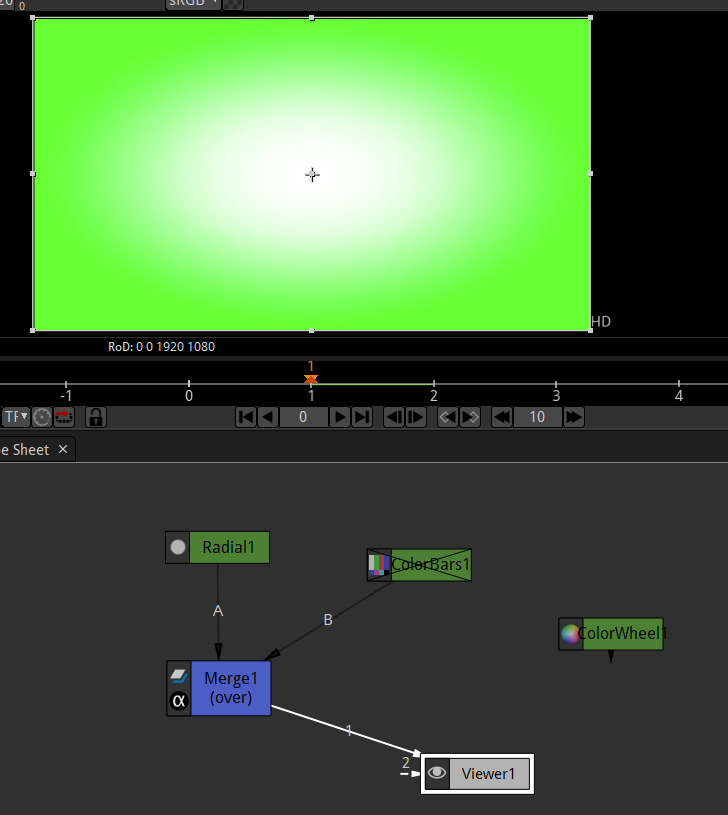 0
sRGB
HD
RoD: 0 0 1920 1080
1
-1 0 1 2 3 4
TF 0 10
e Sheet
Radial1
ColorBars1
A
B
ColorWheel1
Merge1
(over)
α
1
2
Viewer1